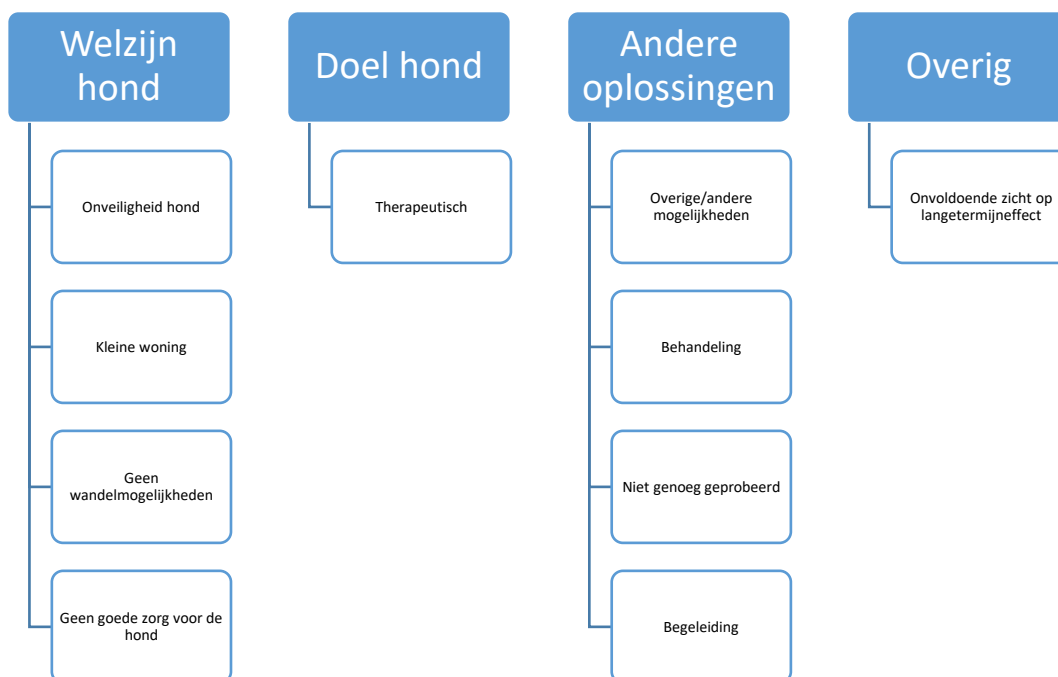 Welzijn
hond
Onveiligheid hond
Kleine woning
Geen
wandelmogelijkheden
Geen goede zorg voor de
hond
Doel hond
Therapeutisch
Andere
oplossingen
Overige/andere
mogelijkheden
Behandeling
Niet genoeg geprobeerd
Begeleiding
Overig
Onvoldoende zicht op
langetermijneffect